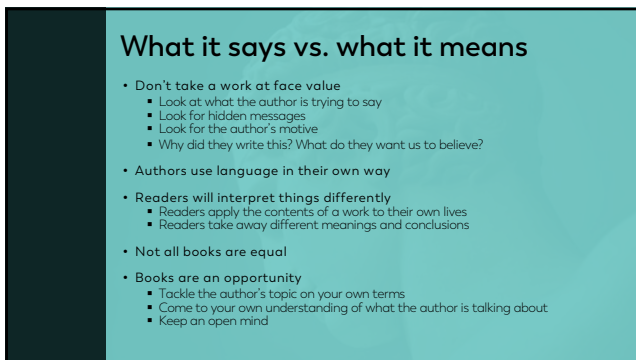 What it says vs. what it means
• Don't take a work at face value
▪ Look at what the author is trying to say
▪ Look for hidden messages
▪ Look for the author's motive
▪ Why did they write this? What do they want us to believe?
• Authors use language in their own way
• Readers will interpret things differently
▪ Readers apply the contents of a work to their own lives
▪ Readers take away different meanings and conclusions
• Not all books are equal
• Books are an opportunity
▪ Tackle the author's topic on your own terms
▪ Come to your own understanding of what the author is talking about
▪ Keep an open mind